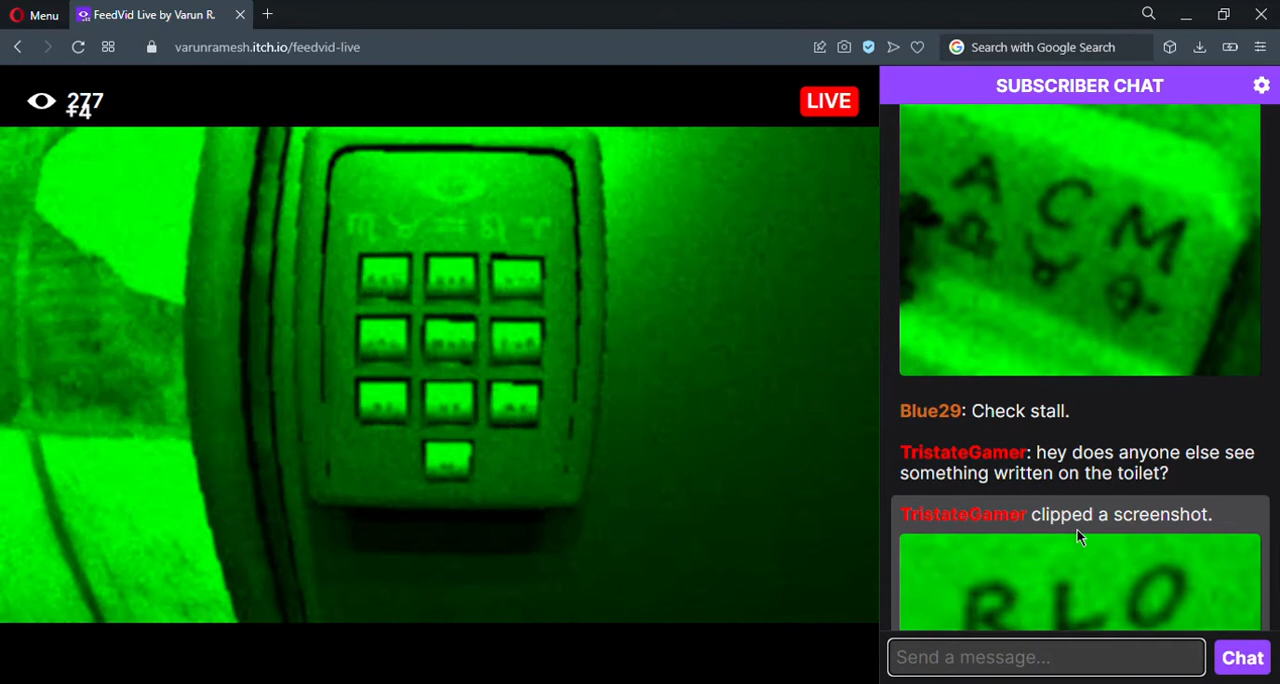 Menu
FeedVid Live by Varun R.
varunramesh.itch.io/feedvid-live
Search with Google Search
277
+4
LIVE
SUBSCRIBER CHAT
A C M
Blue29: Check stall.
TristateGamer: hey does anyone else see
something written on the toilet?
TristateGamer clipped a screenshot.
R L O
Send a message...
Chat